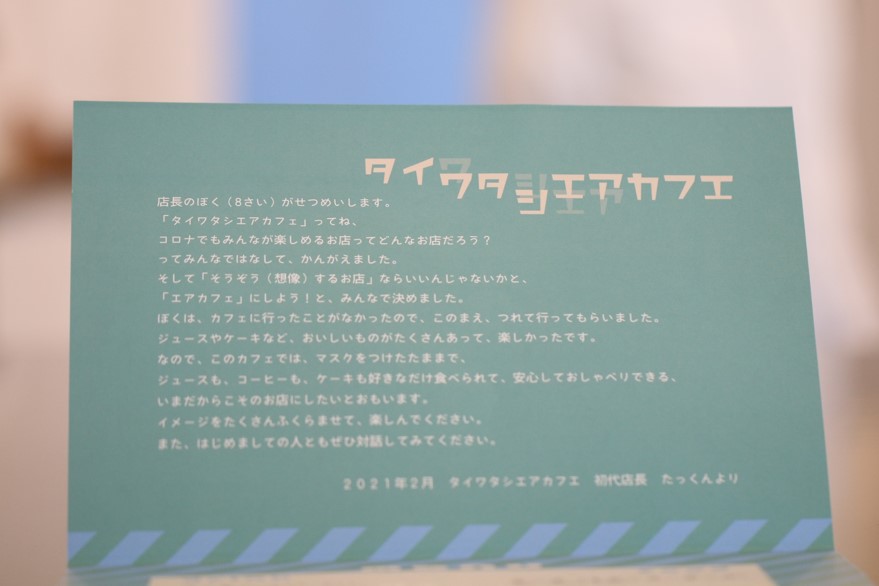 タイワタシエアカフェ
店長のぼく（8さい）がせつめいします。
「タイワタシエアカフェ」ってね、
コロナでもみんなが楽しめるお店ってどんなお店だろう？
ってみんなではなして、かんがえました。
そして「そうぞう（想像）するお店」ならいいんじゃないかと、
「エアカフェ」にしよう！と、みんなで決めました。
ぼくは、カフェに行ったことがなかったので、このまえ、つれて行ってもらいました。
ジュースやケーキなど、おいしいものがたくさんあって、楽しかったです。
なので、このカフェでは、マスクをつけたたままで、
ジュースも、コーヒーも、ケーキも好きなだけ食べられて、安心しておしゃべりできる、
いまだからこそのお店にしたいとおもいます。
イメージをたくさんふくらませて、楽しんでください。
また、はじめましての人ともぜひ対話してみてください。
2021年2月　タイワタシエアカフェ　初代店長　たっくんより